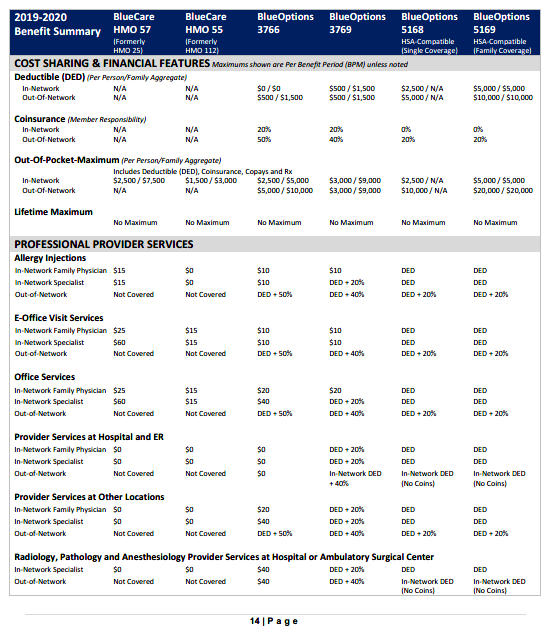 2019-2020 BlueCare BlueCare BlueOptions BlueOptions BlueOptions BlueOptions
Benefit Summary HMO 57 HMO 55 3766 3769 5168 5169
(Formerly (Formerly HSA-Compatible HSA-Compatible
HMO 25) HMO 112) (Single Coverage) (Family Coverage)
COST SHARING & FINANCIAL FEATURES Maximums shown are Per Benefit Period (BPM) unless noted
Deductible (DED) (Per Person/Family Aggregate)
In-Network N/A N/A $0 / $0 $500 / $1,500 $2,500 / N/A $5,000 / $5,000
Out-Of-Network N/A N/A $500 / $1,500 $500 / $1,500 $5,000 / N/A $10,000 / $10,000
Coinsurance (Member Responsibility)
In-Network N/A N/A 20% 20% 0% 0%
Out-Of-Network N/A N/A 50% 40% 20% 20%
Out-Of-Pocket-Maximum (Per Person/Family Aggregate)
Includes Deductible (DED), Coinsurance, Copays and Rx
In-Network $2,500 / $7,500 $1,500 / $3,000 $2,500 / $5,000 $3,000 / $9,000 $2,500 / N/A $5,000 / $5,000
Out-Of-Network N/A N/A $5,000 / $10,000 $3,000 / $9,000 $10,000 / N/A $20,000 / $20,000
Lifetime Maximum
No Maximum No Maximum No Maximum No Maximum No Maximum No Maximum
PROFESSIONAL PROVIDER SERVICES
Allergy Injections
In-Network Family Physician $15 $0 $10 $10 DED DED
In-Network Specialist $15 $0 $10 DED + 20% DED DED
Out-of-Network Not Covered Not Covered DED + 50% DED + 40% DED + 20% DED + 20%
E-Office Visit Services
In-Network Family Physician $25 $15 $10 $10 DED DED
In-Network Specialist $60 $15 $10 $10 DED DED
Out-of-Network Not Covered Not Covered DED + 50% DED + 40% DED + 20% DED + 20%
Office Services
In-Network Family Physician $25 $15 $20 $20 DED DED
In-Network Specialist $60 $15 $40 DED + 20% DED DED
Out-of-Network Not Covered Not Covered DED + 50% DED + 40% DED + 20% DED + 20%
Provider Services at Hospital and ER
In-Network Family Physician $0 $0 $0 DED + 20% DED DED
In-Network Specialist $0 $0 $0 DED + 20% DED DED
Out-of-Network Not Covered Not Covered $0 In-Network DED In-Network DED In-Network DED
+ 40% (No Coins) (No Coins)
Provider Services at Other Locations
In-Network Family Physician $0 $0 $20 DED + 20% DED DED
In-Network Specialist $0 $0 $40 DED + 20% DED DED
Out-of-Network Not Covered Not Covered DED + 50% DED + 40% DED + 20% DED + 20%
Radiology, Pathology and Anesthesiology Provider Services at Hospital or Ambulatory Surgical Center
In-Network Specialist $0 $0 $40 DED + 20% DED DED
Out-of-Network Not Covered Not Covered $40 DED + 40% In-Network DED In-Network DED
(No Coins) (No Coins)
14 | P a g e